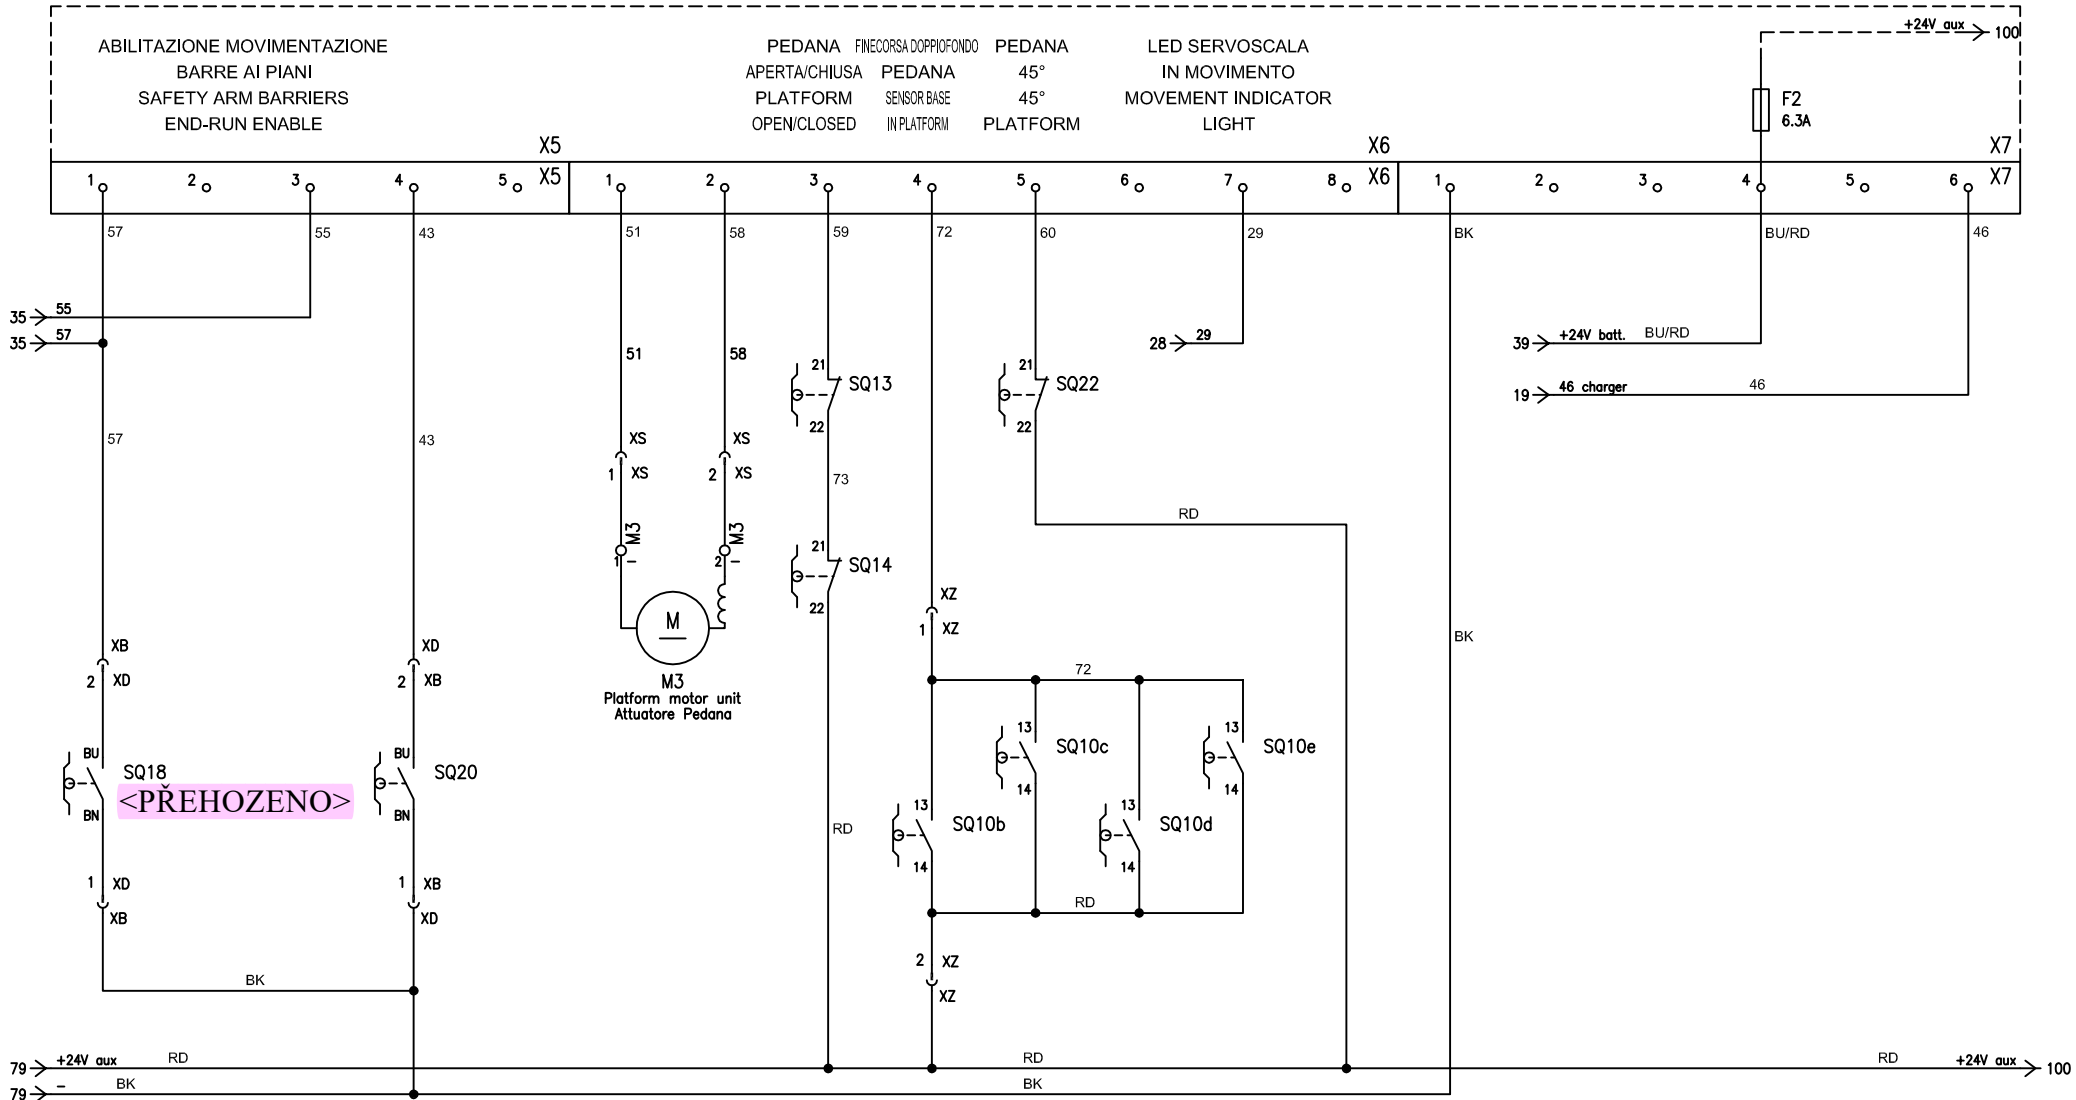 +24V aux
100
ABILITAZIONE MOVIMENTAZIONE
BARRE AI PIANI
SAFETY ARM BARRIERS
END-RUN ENABLE
PEDANA
APERTA/CHIUSA
PLATFORM
OPEN/CLOSED
FINECORSA DOPPIOFONDO
PEDANA
SENSOR BASE
IN PLATFORM
PEDANA
45°
45°
PLATFORM
LED SERVOSCALA
IN MOVIMENTO
MOVEMENT INDICATOR
LIGHT
F2
6.3A
X5 X6 X7
1 2 3 4 5 X5 1 2 3 4 5 6 7 8 X6 1 2 3 4 5 6 X7
57 55 43 51 58 59 72 60 29 BK BU/RD 46
35 55
35 57
28 29
39 +24V batt. BU/RD
19 46 charger 46
51 58
21 SQ13 22
21 SQ22 22
57 43
XS XS
1 XS 2 XS
73
RD
M3 M3
1 - 2 -
21 SQ14 22
M
M3
Platform motor unit
Attuatore Pedana
XZ
1 XZ
BK
XB XD
2 XD 2 XB
72
BU SQ18 BN
<PŘEHOZENO>
BU SQ20 BN
13 SQ10c 14
13 SQ10e 14
13 SQ10b 14
13 SQ10d 14
RD
1 XD 1 XB
XB XD
RD
2 XZ
XZ
BK
79 +24V aux RD RD RD +24V aux 100
79 - BK BK